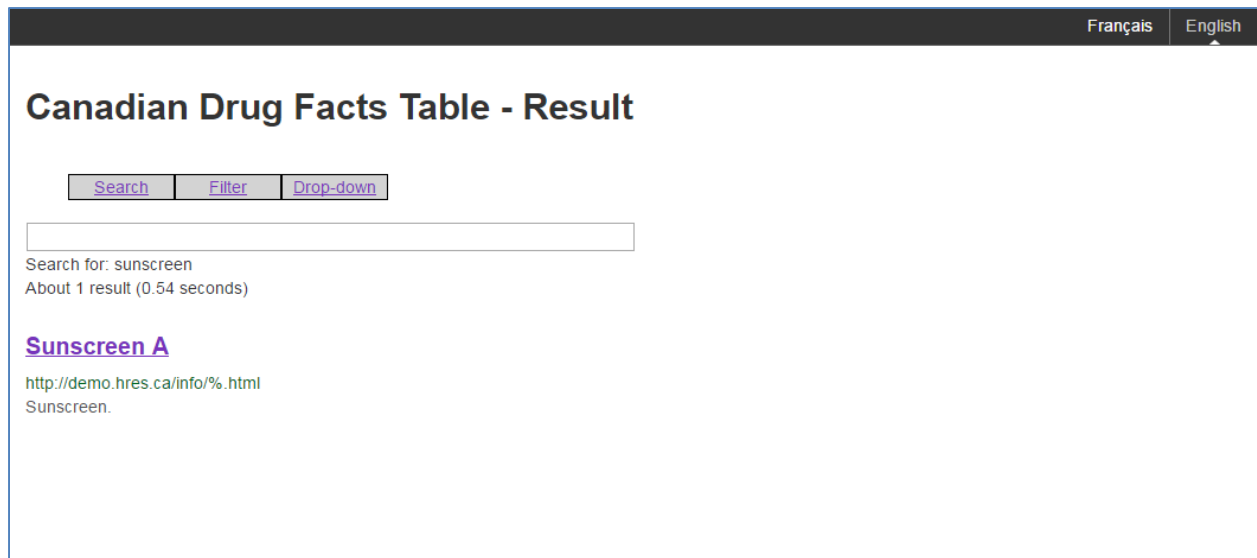 Français English
Canadian Drug Facts Table - Result
Search Filter Drop-down
Search for: sunscreen
About 1 result (0.54 seconds)
Sunscreen A
http://demo.hres.ca/info/%.html
Sunscreen.